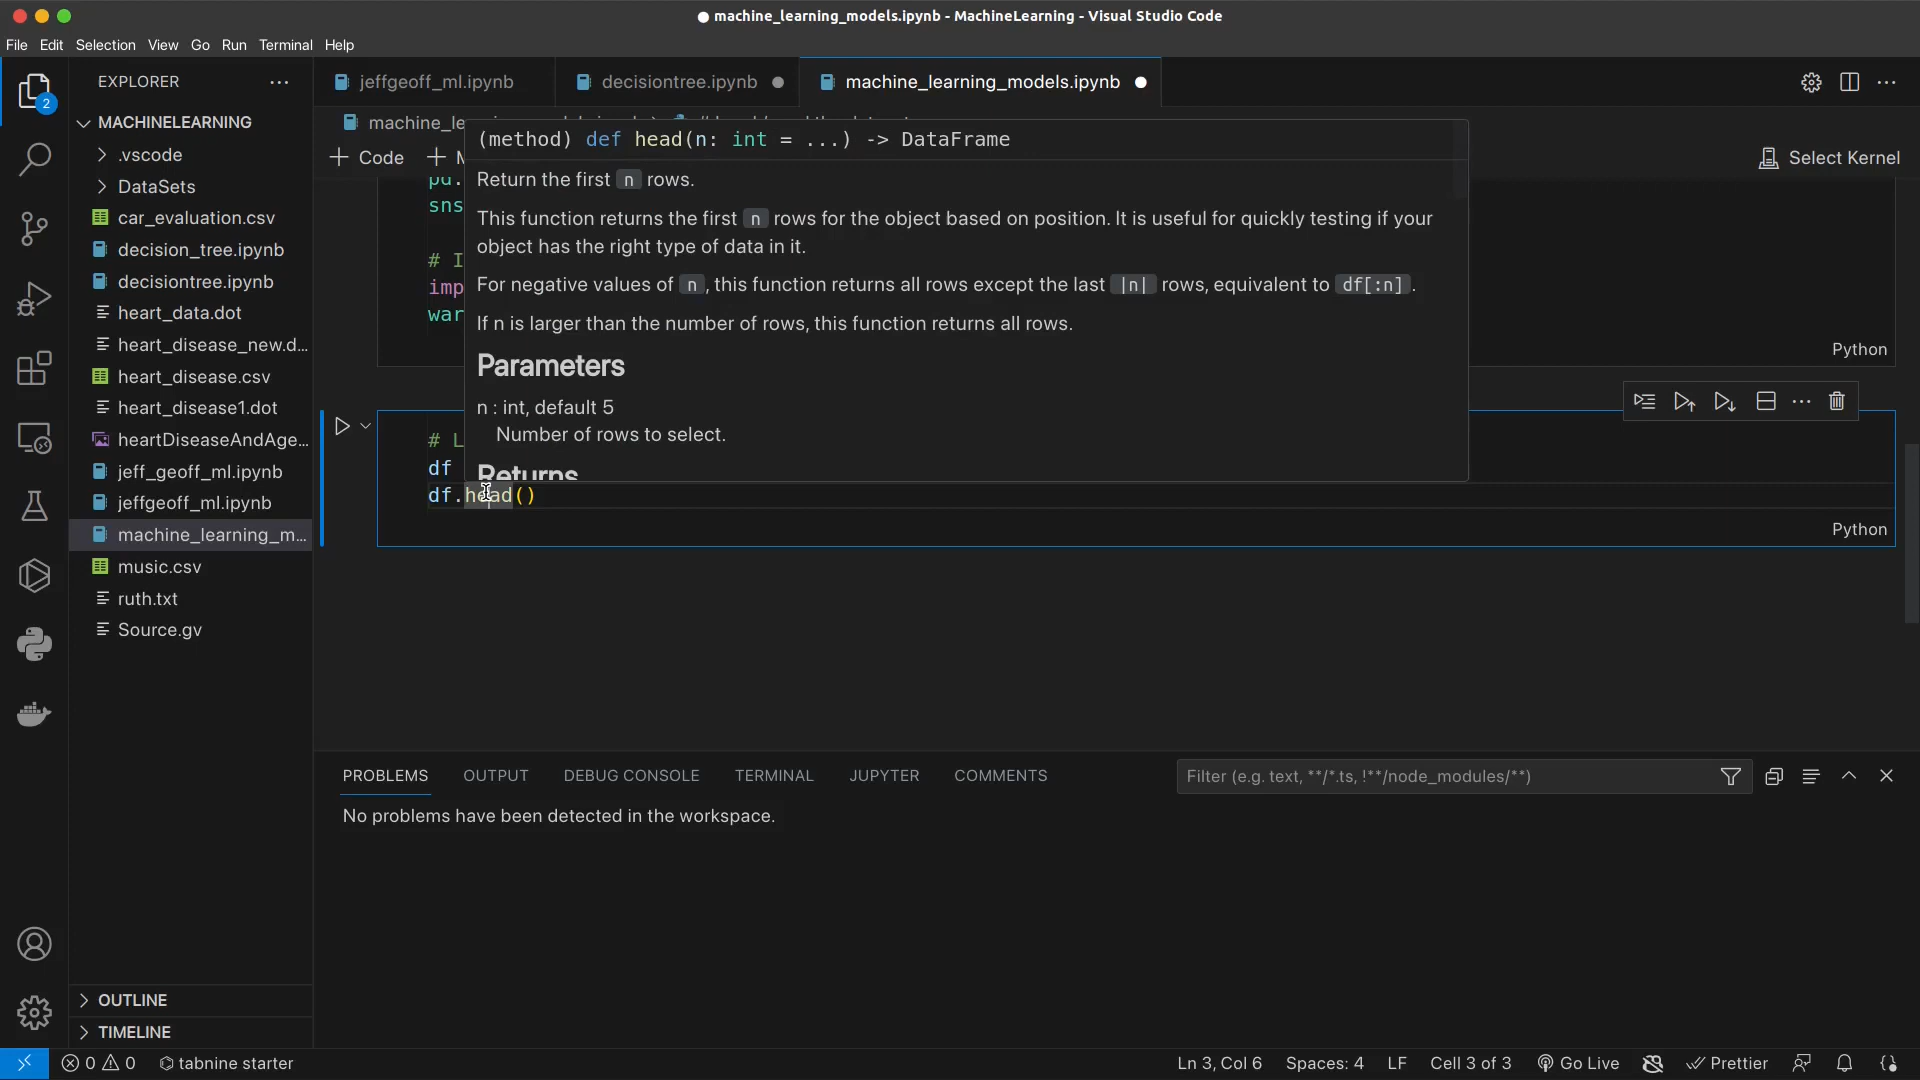 ● machine_learning_models.ipynb - MachineLearning - Visual Studio Code
File Edit Selection View Go Run Terminal Help
EXPLORER
jeffgeoff_ml.ipynb
decisiontree.ipynb
machine_learning_models.ipynb
MACHINELEARNING
.vscode
DataSets
car_evaluation.csv
decision_tree.ipynb
decisiontree.ipynb
heart_data.dot
heart_disease_new.d...
heart_disease.csv
heart_disease1.dot
heartDiseaseAndAge...
jeff_geoff_ml.ipynb
jeffgeoff_ml.ipynb
machine_learning_m...
music.csv
ruth.txt
Source.gv
OUTLINE
TIMELINE
2
machine_le
+ Code + M
Select Kernel
(method) def head(n: int = ...) -> DataFrame
Return the first n rows.
This function returns the first n rows for the object based on position. It is useful for quickly testing if your
object has the right type of data in it.
For negative values of n, this function returns all rows except the last |n| rows, equivalent to df[:n].
If n is larger than the number of rows, this function returns all rows.
Parameters
n : int, default 5
Number of rows to select.
Returns
pd.
sns
# I
imp
war
Python
# L
df
df.head()
Python
PROBLEMS OUTPUT DEBUG CONSOLE TERMINAL JUPYTER COMMENTS
Filter (e.g. text, **/*.ts, !**/node_modules/**)
No problems have been detected in the workspace.
0 0 tabnine starter
Ln 3, Col 6 Spaces: 4 LF Cell 3 of 3 Go Live Prettier